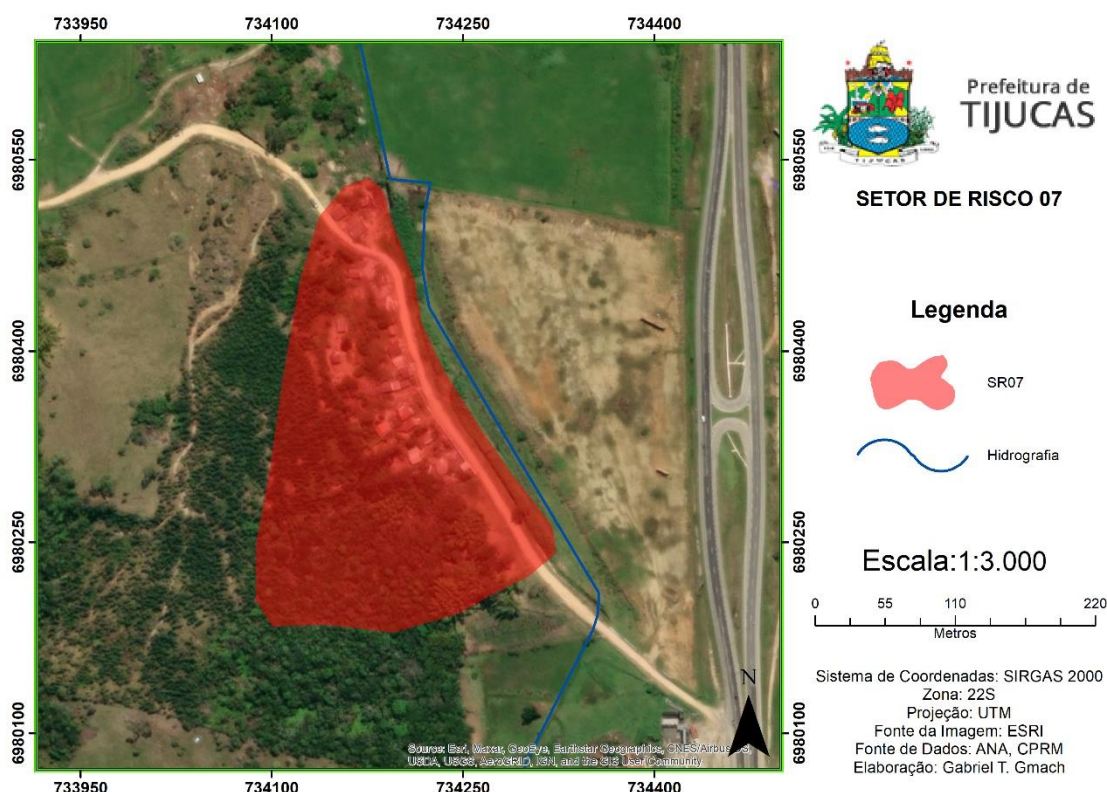 733950
734100
734250
734400
6980550
6980400
6980250
6980100
6980550
6980400
6980250
6980100
733950
734100
734250
734400
Source: Esri, Maxar, GeoEye, Earthstar Geographics, CNES/Airbus DS,
USDA, USGS, AeroGRID, IGN, and the GIS User Community
N
TIJUCAS
Prefeitura de
TIJUCAS
SETOR DE RISCO 07
Legenda
SR07
Hidrografia
Escala:1:3.000
0 55 110 220
Metros
Sistema de Coordenadas: SIRGAS 2000
Zona: 22S
Projeção: UTM
Fonte da Imagem: ESRI
Fonte de Dados: ANA, CPRM
Elaboração: Gabriel T. Gmach